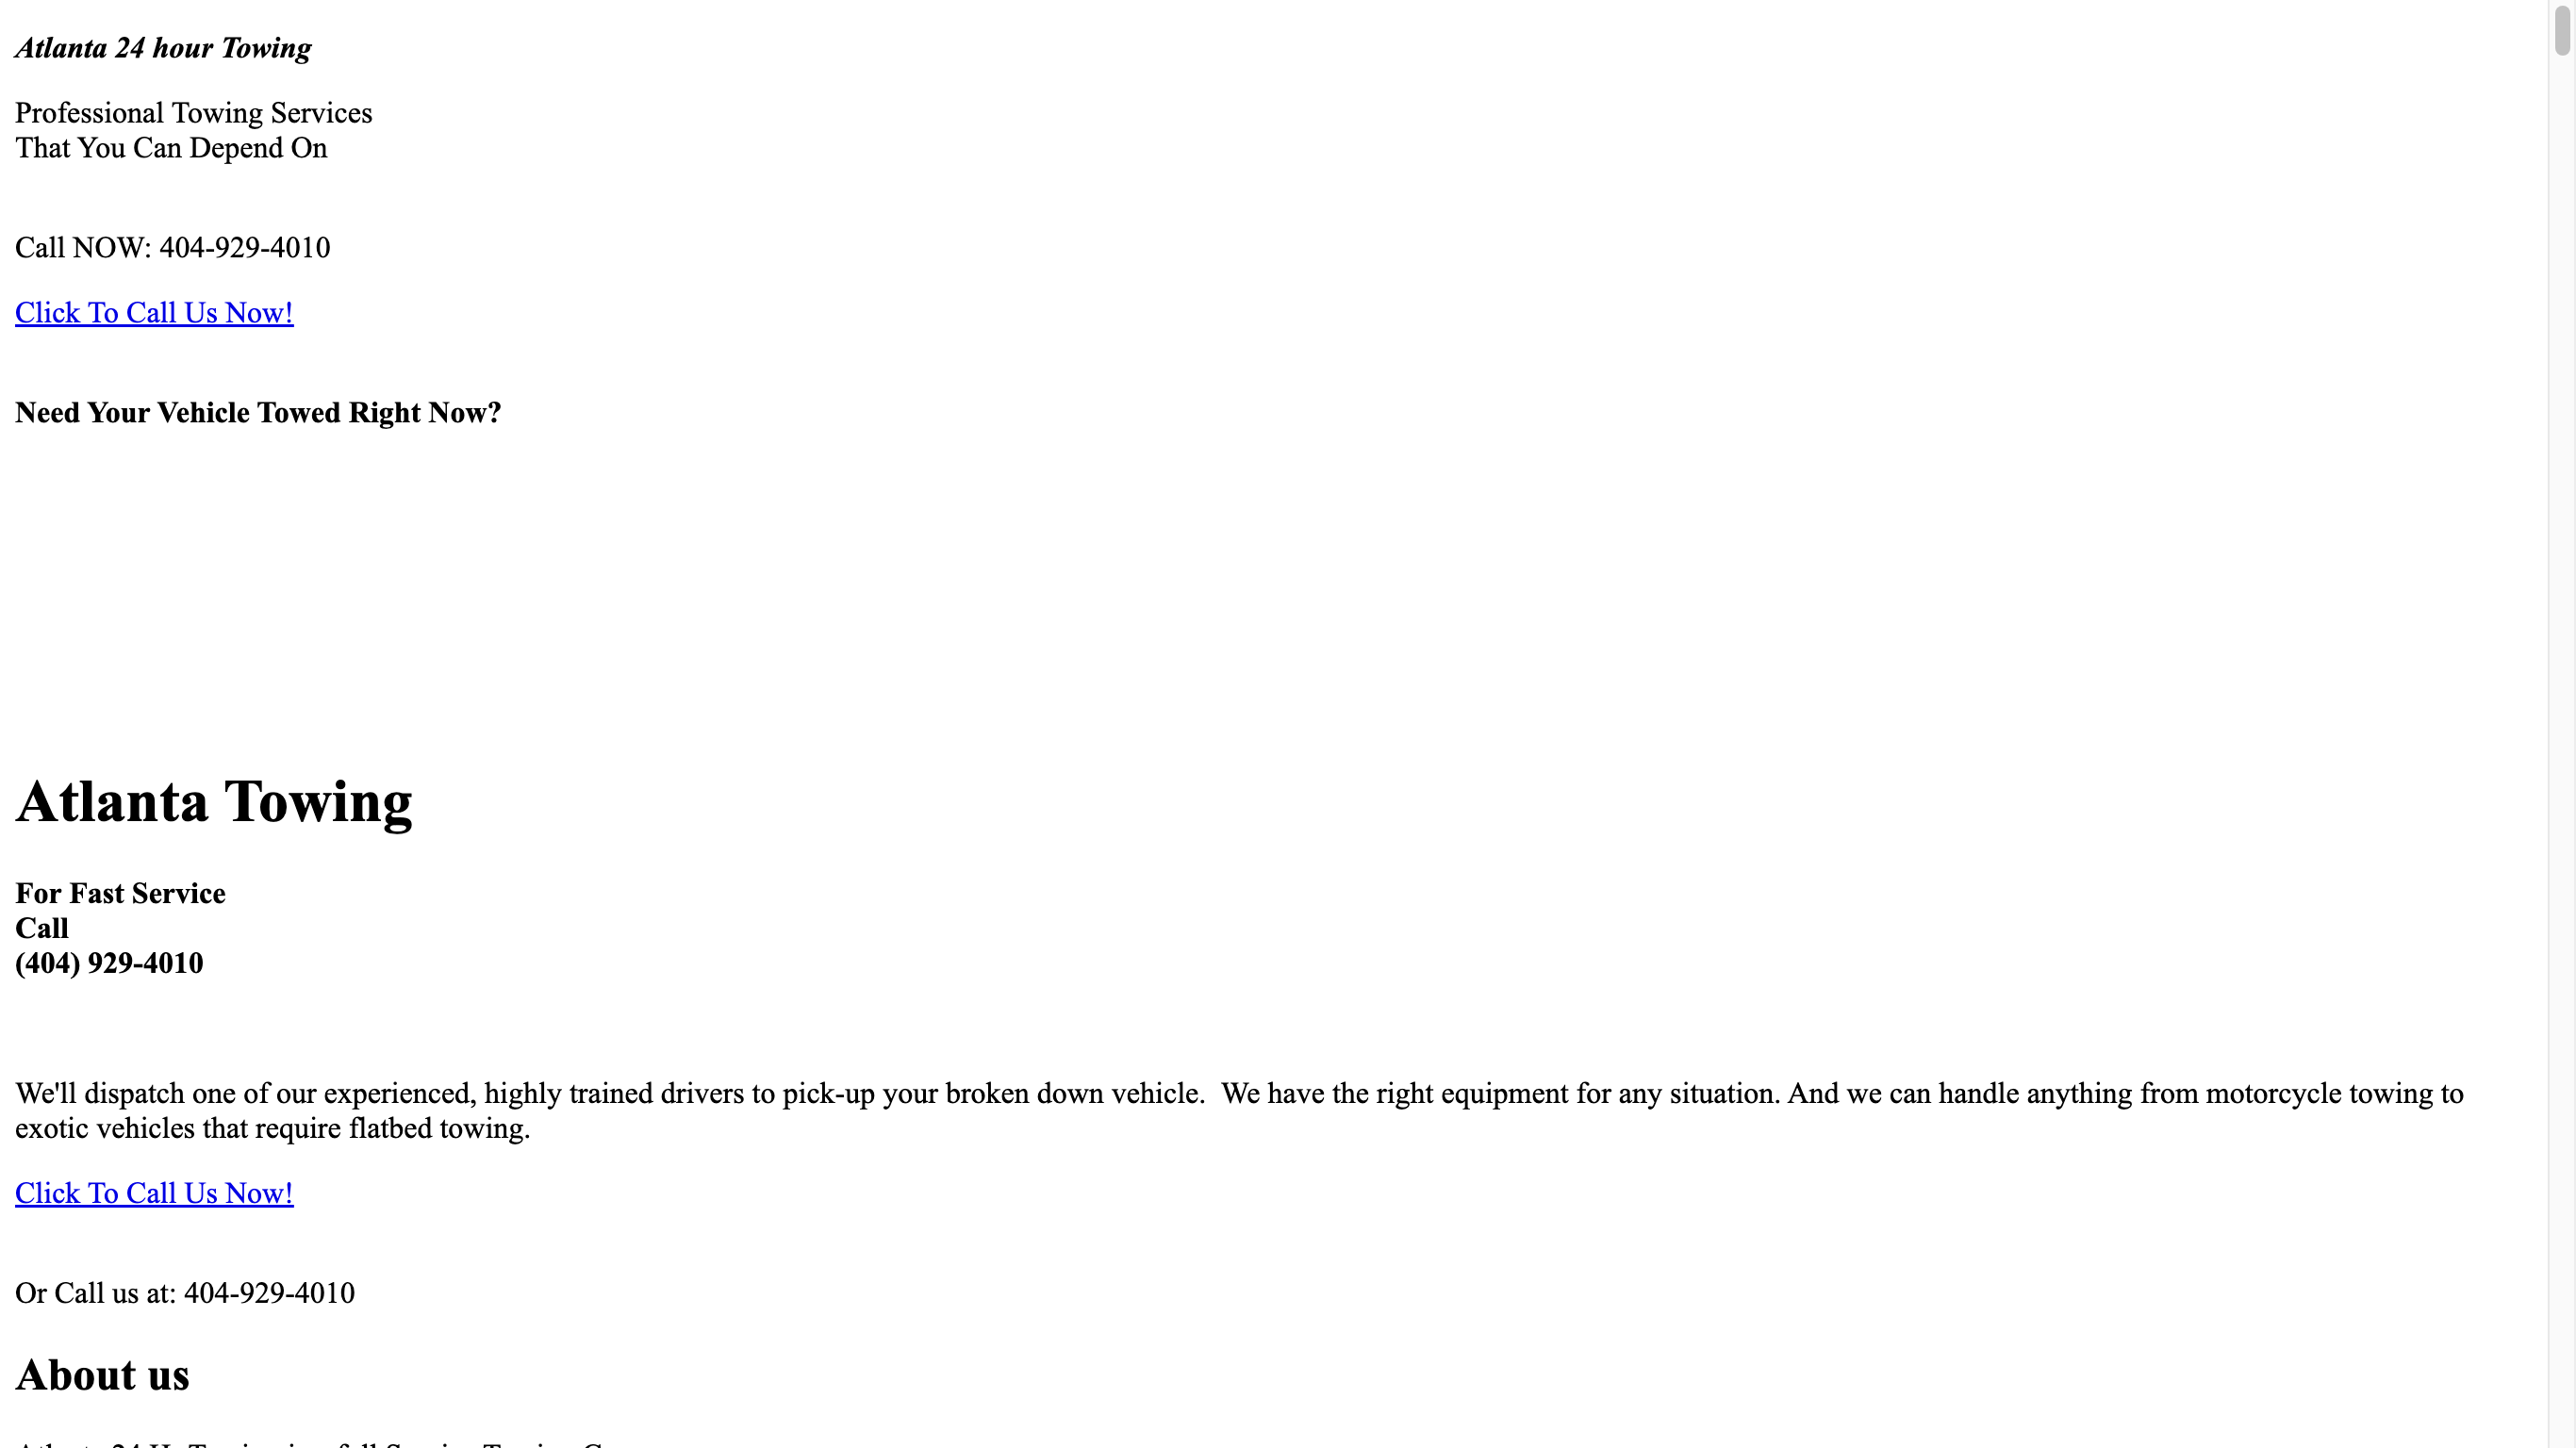 Atlanta 24 hour Towing
Professional Towing Services
That You Can Depend On
Call NOW: 404-929-4010
Click To Call Us Now!
Need Your Vehicle Towed Right Now?
Atlanta Towing
For Fast Service
Call
(404) 929-4010
We'll dispatch one of our experienced, highly trained drivers to pick-up your broken down vehicle.  We have the right equipment for any situation. And we can handle anything from motorcycle towing to
exotic vehicles that require flatbed towing.
Click To Call Us Now!
Or Call us at: 404-929-4010
About us